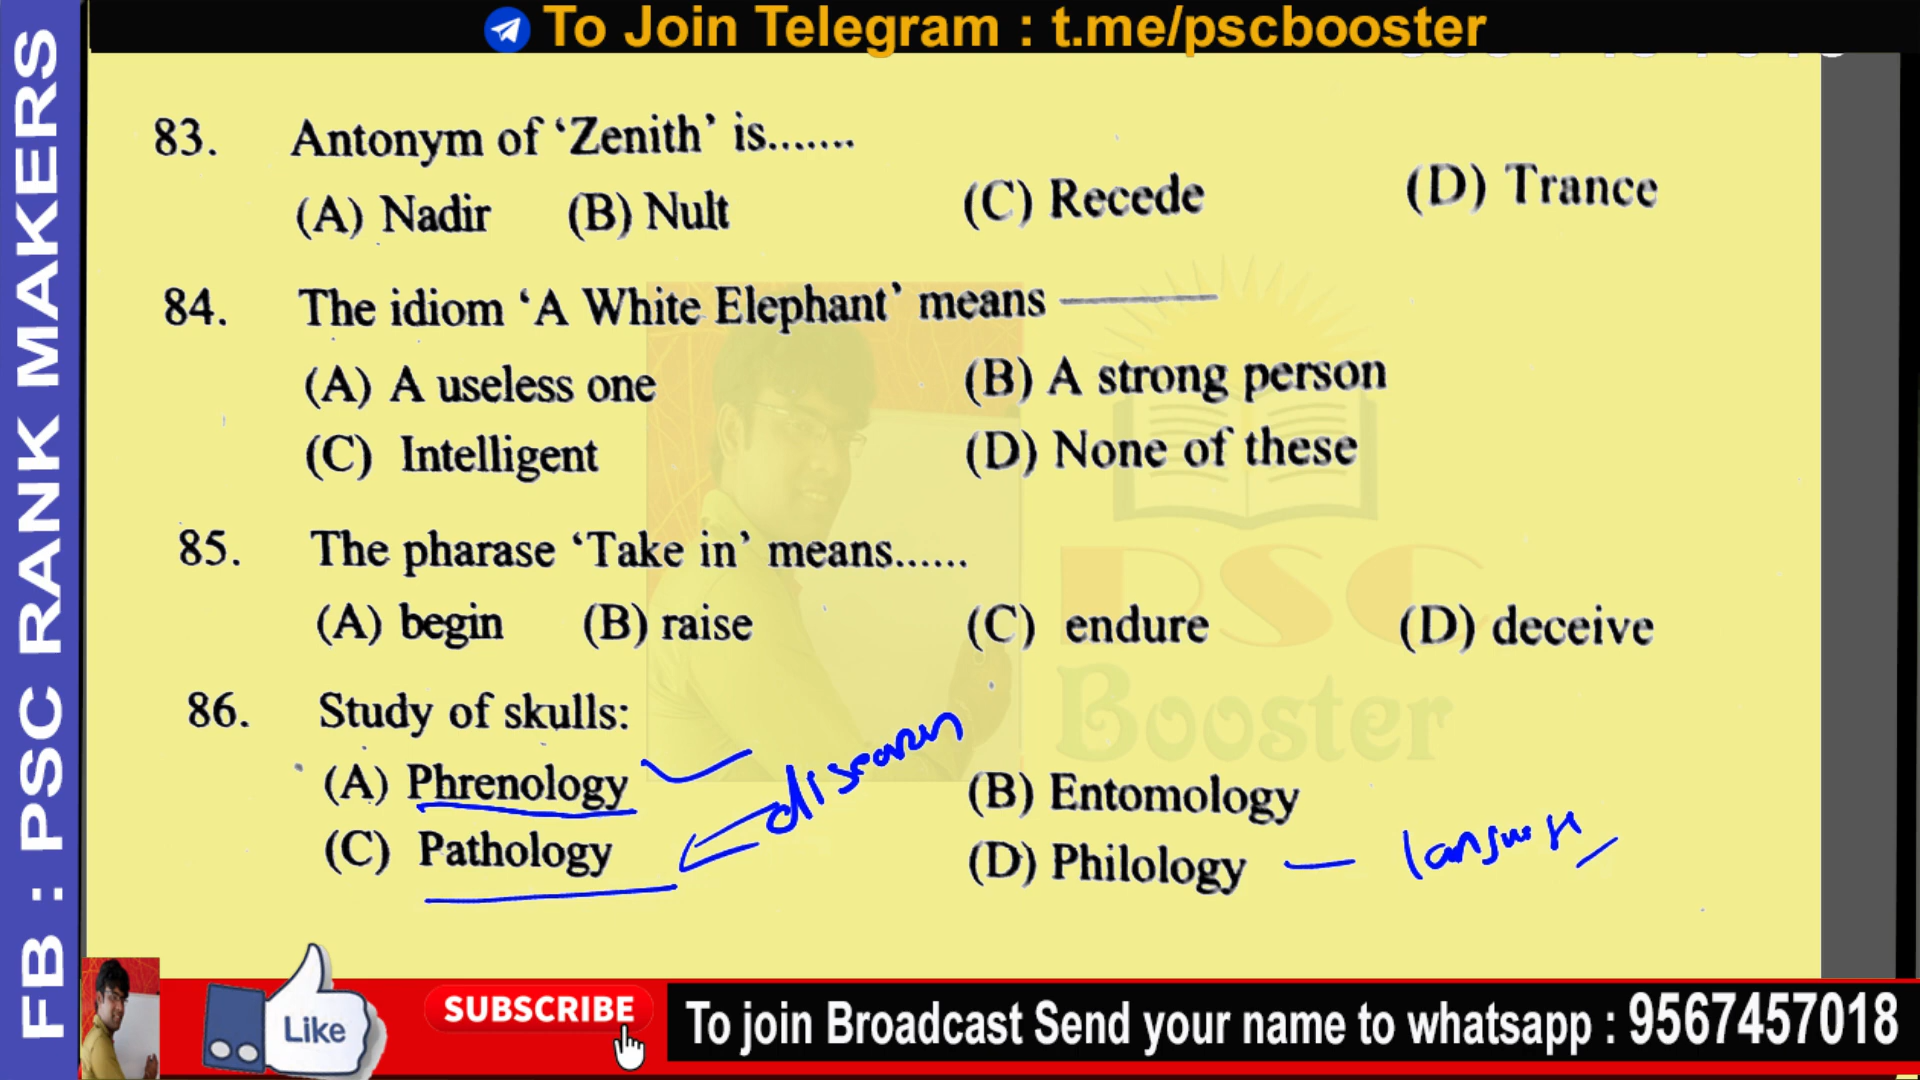 To Join Telegram : t.me/pscbooster
FB : PSC RANK MAKERS
83. Antonym of ‘Zenith’ is.......
(A) Nadir (B) Nult (C) Recede (D) Trance
84. The idiom ‘A White Elephant’ means ————
(A) A useless one (B) A strong person
(C) Intelligent (D) None of these
85. The pharase ‘Take in’ means......
(A) begin (B) raise (C) endure (D) deceive
86. Study of skulls:
(A) Phrenology (B) Entomology
(C) Pathology (D) Philology —
PSC
Booster
Like
SUBSCRIBE
To join Broadcast Send your name to whatsapp : 9567457018